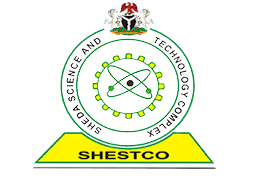 SHEDA SCIENCE AND
TECHNOLOGY COMPLEX
SHESTCO